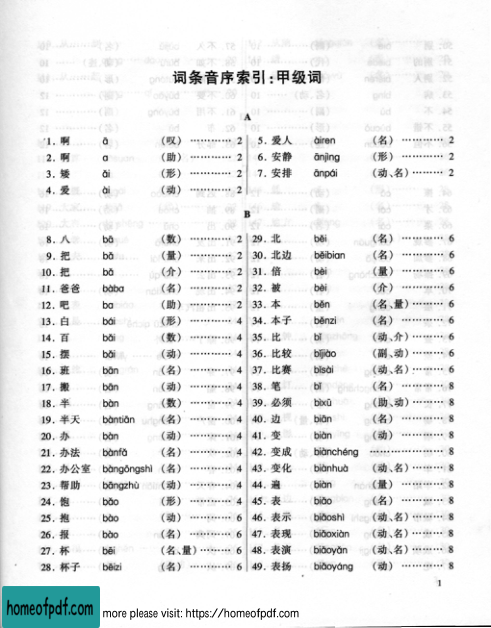 词条音序索引:甲级词
A
1. 啊 ā (叹) ………… 2
2. 啊 a (助) ………… 2
3. 矮 ǎi (形) ………… 2
4. 爱 ài (动) ………… 2
5. 爱人 àiren (名) ………… 2
6. 安静 ānjìng (形) ………… 2
7. 安排 ānpái (动、名) ……… 2
B
8. 八 bā (数) ………… 2
9. 把 bǎ (量) ………… 2
10. 把 bǎ (介) ………… 2
11. 爸爸 bàba (名) ………… 2
12. 吧 ba (助) ………… 2
13. 白 bái (形) ………… 4
14. 百 bǎi (数) ………… 4
15. 摆 bǎi (动) ………… 4
16. 班 bān (名) ………… 4
17. 搬 bān (动) ………… 4
18. 半 bàn (数) ………… 4
19. 半天 bàntiān (名) ………… 4
20. 办 bàn (动) ………… 4
21. 办法 bànfǎ (名) ………… 4
22. 办公室 bàngōngshì (名) ………… 4
23. 帮助 bāngzhù (动) ………… 4
24. 饱 bǎo (形) ………… 4
25. 抱 bào (动) ………… 6
26. 报 bào (名) ………… 6
27. 杯 bēi (名、量) ……… 6
28. 杯子 bēizi (名) ………… 6
29. 北 běi (名) ………… 6
30. 北边 běibian (名) ………… 6
31. 倍 bèi (量) ………… 6
32. 被 bèi (介) ………… 6
33. 本 běn (名、量) ……… 6
34. 本子 běnzi (名) ………… 6
35. 比 bǐ (动、介) ……… 6
36. 比较 bǐjiào (副、动) ……… 6
37. 比赛 bǐsài (动、名) ……… 6
38. 笔 bǐ (名) ………… 8
39. 必须 bìxū (助动) ……… 8
40. 边 biān (名) ………… 8
41. 变 biàn (动) ………… 8
42. 变成 biànchéng ………………… 8
43. 变化 biànhuà (动、名) ……… 8
44. 遍 biàn (量) ………… 8
45. 表 biǎo (名) ………… 8
46. 表示 biǎoshì (动、名) ……… 8
47. 表现 biǎoxiàn (动、名) ……… 8
48. 表演 biǎoyǎn (动、名) ……… 8
49. 表扬 biǎoyáng (动) ………… 8
1
homeofpdf.com
more please visit: https://homeofpdf.com